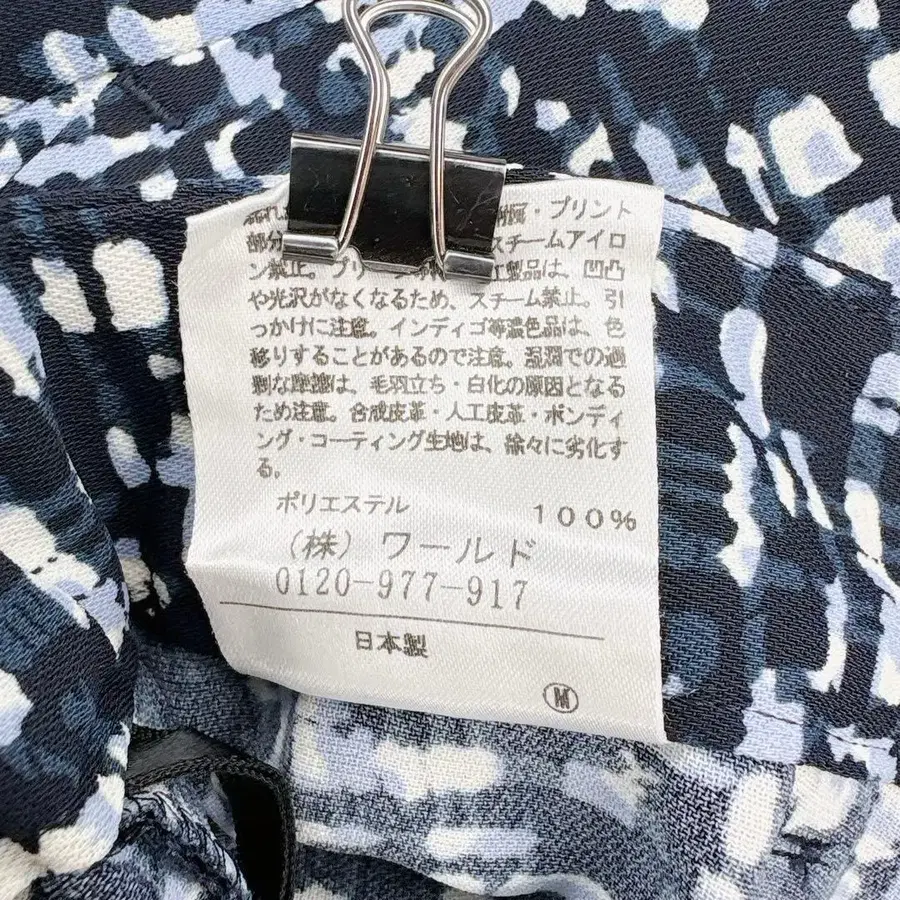 ・プリント
部分 スチームアイロ
ン禁止。プリーツ 工製品は、凹凸
や光沢がなくなるため、スチーム禁止。引
っかけに注意。インディゴ等濃色品は、色
移りすることがあるので注意。湿潤での過
剰な摩擦は、毛羽立ち・白化の原因となる
ため注意。合成皮革・人工皮革・ボンディ
ング・コーティング生地は、徐々に劣化す
る。
ポリエステル 100%
(株)ワールド
0120-977-917
日本製
M